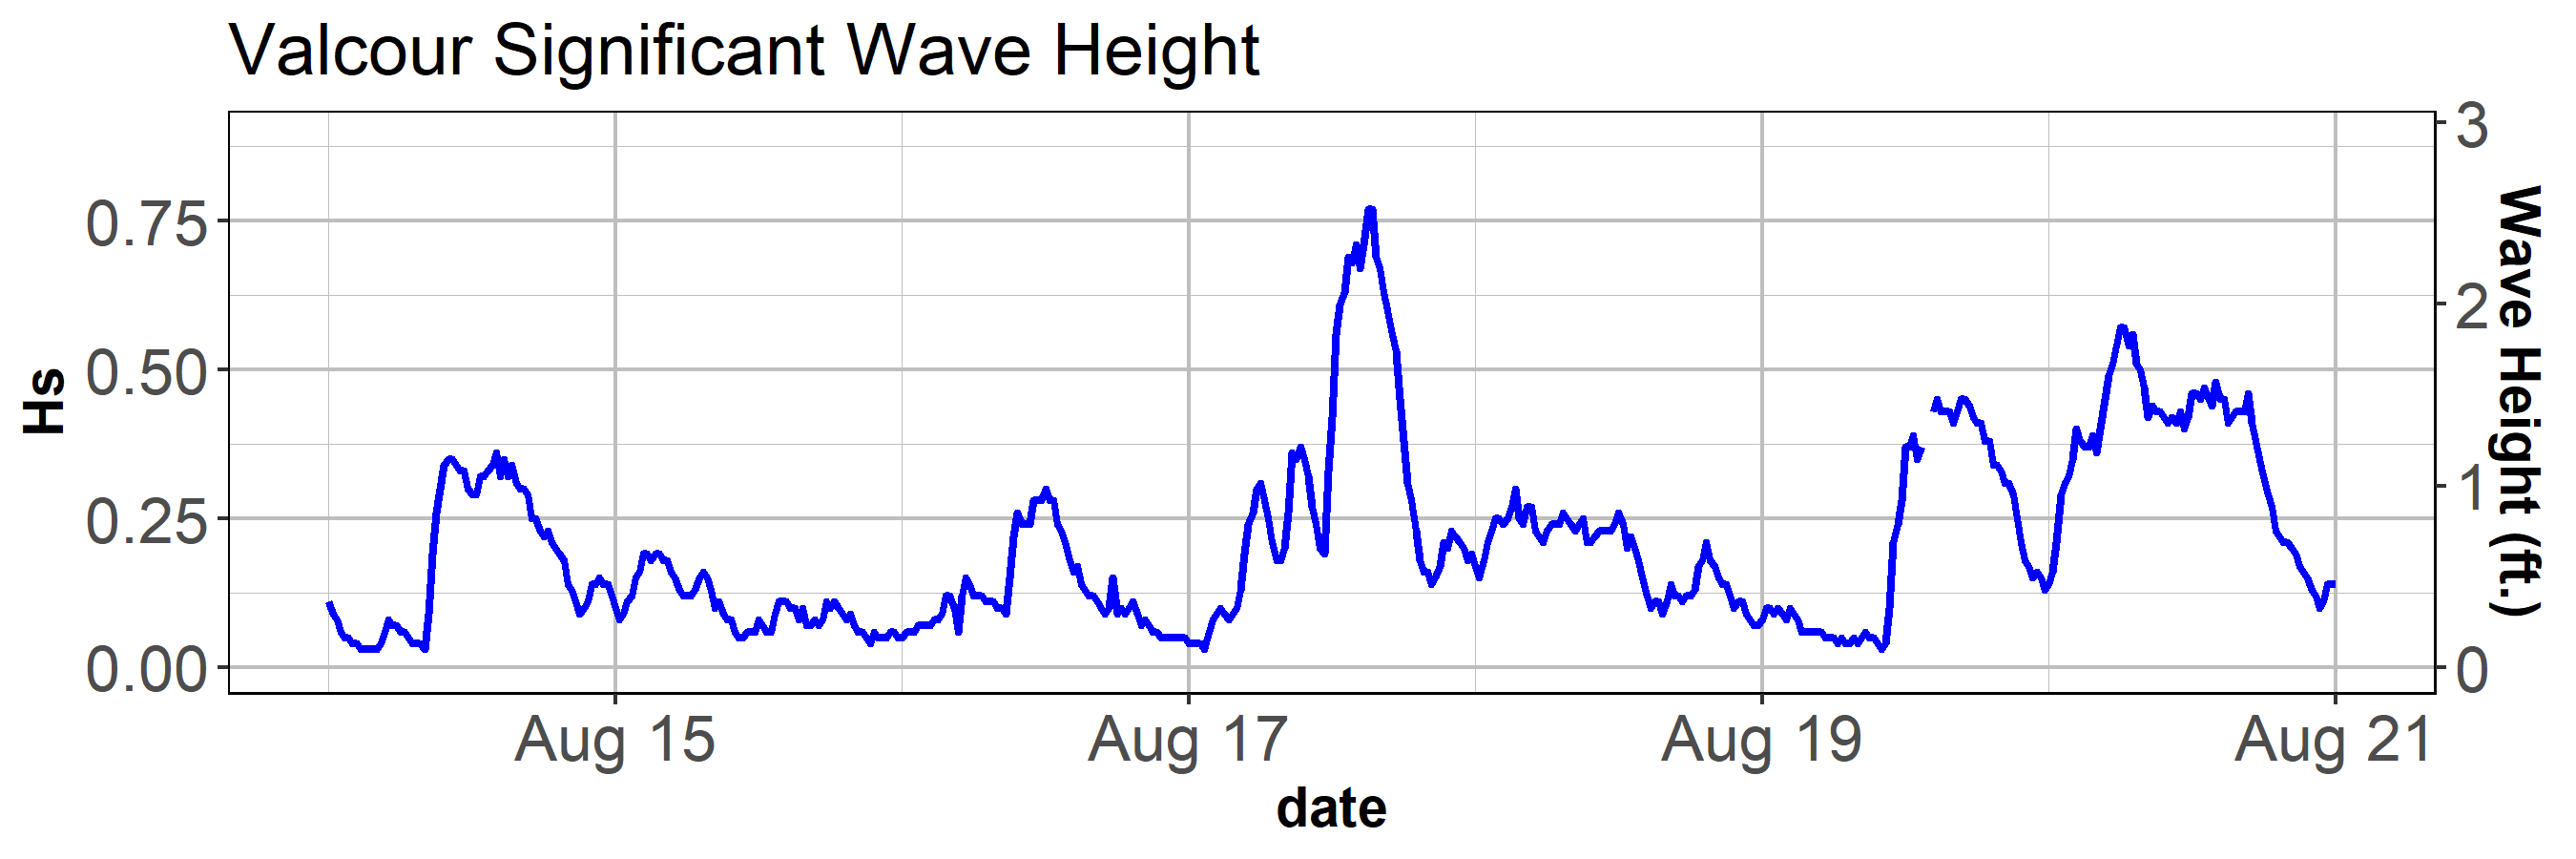 Valcour Significant Wave Height
Hs
0.75
0.50
0.25
0.00
3
2
1
0
Wave Height (ft.)
Aug 15
Aug 17
Aug 19
Aug 21
date